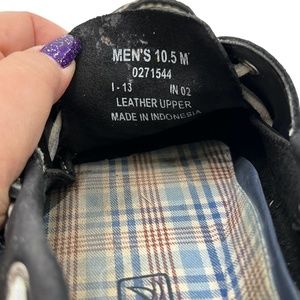 MEN'S 10.5 M
0271544
I - 13 IN 02
LEATHER UPPER
MADE IN INDONESIA